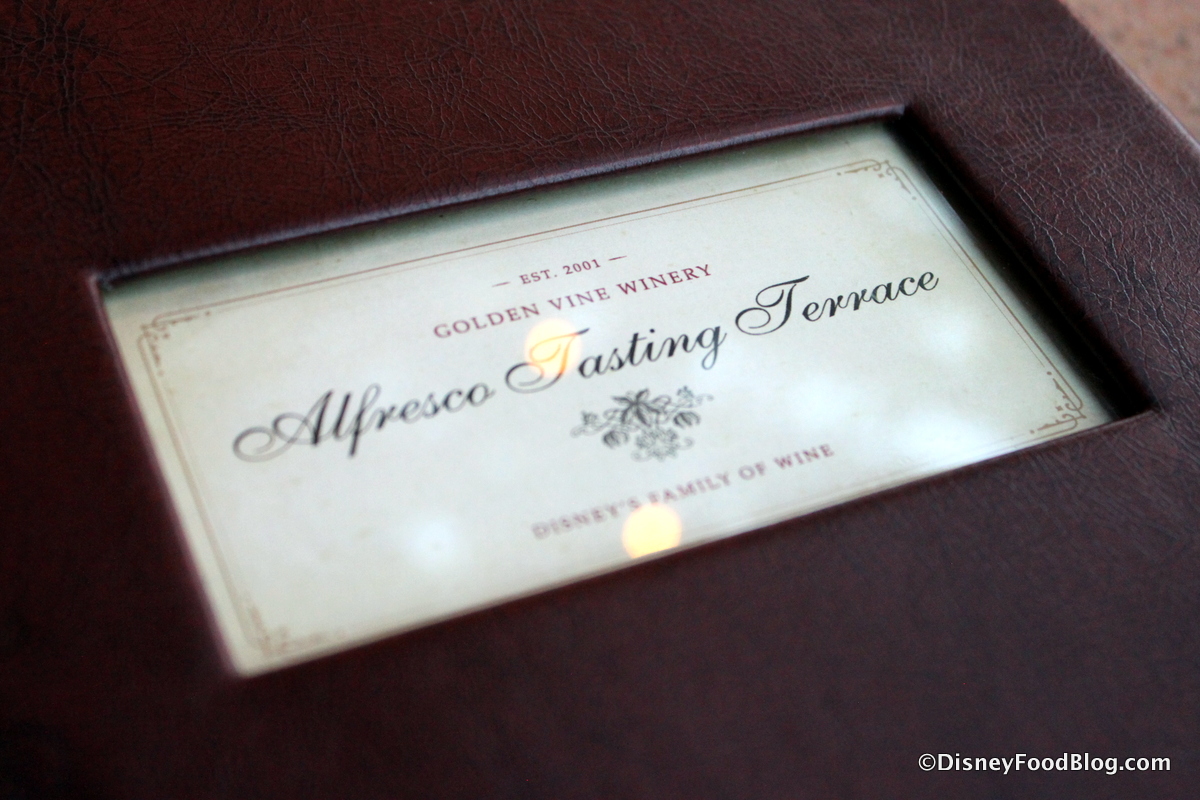 — EST. 2001 —
GOLDEN VINE WINERY
Alfresco Tasting Terrace
DISNEY'S FAMILY OF WINE
©DisneyFoodBlog.com